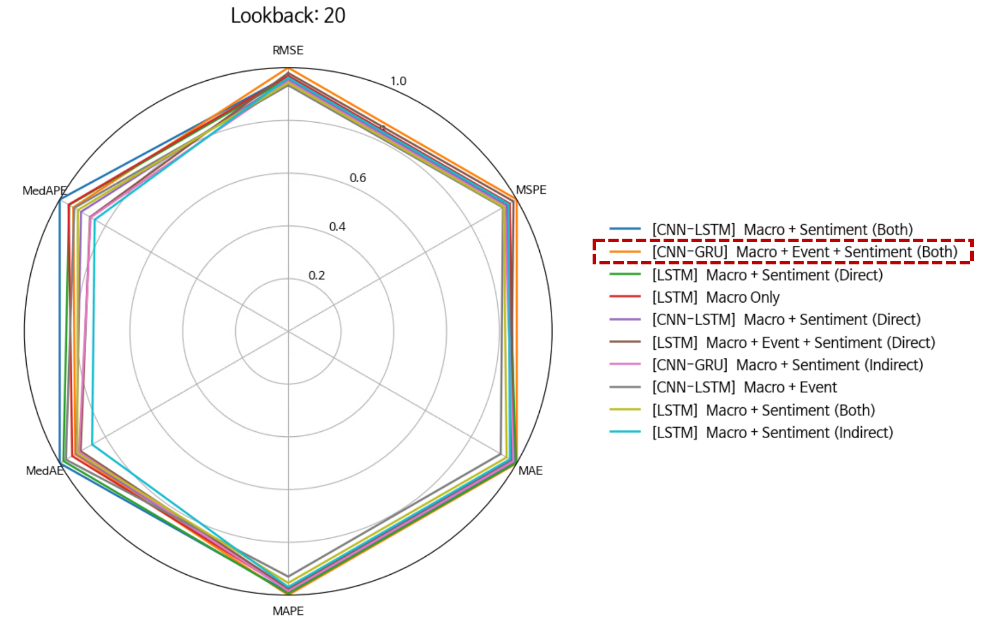 Lookback: 20
RMSE
1.0
MedAPE
MSPE
0.6
0.4
0.2
MedAE
MAE
MAPE
[CNN-LSTM] Macro + Sentiment (Both)
[CNN-GRU] Macro + Event + Sentiment (Both)
[LSTM] Macro + Sentiment (Direct)
[LSTM] Macro Only
[CNN-LSTM] Macro + Sentiment (Direct)
[LSTM] Macro + Event + Sentiment (Direct)
[CNN-GRU] Macro + Sentiment (Indirect)
[CNN-LSTM] Macro + Event
[LSTM] Macro + Sentiment (Both)
[LSTM] Macro + Sentiment (Indirect)